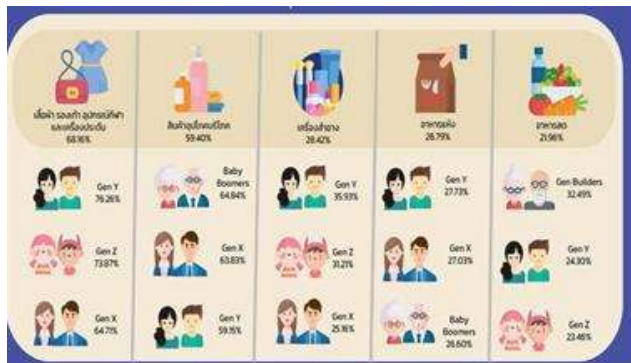 เสื้อผ้า รองเท้า อุปกรณ์กีฬา
และเครื่องประดับ
68.16%
สินค้าอุปโภคบริโภค
59.40%
เครื่องสำอาง
28.42%
อาหารแห้ง
26.79%
อาหารสด
21.96%
Gen Y
76.26%
Gen Z
73.87%
Gen X
64.71%
Baby
Boomers
64.84%
Gen X
63.83%
Gen Y
59.15%
Gen Y
35.93%
Gen Z
31.21%
Gen X
25.16%
Gen Y
27.73%
Gen X
27.03%
Baby
Boomers
26.60%
Gen Builders
32.49%
Gen Y
24.30%
Gen Z
23.46%